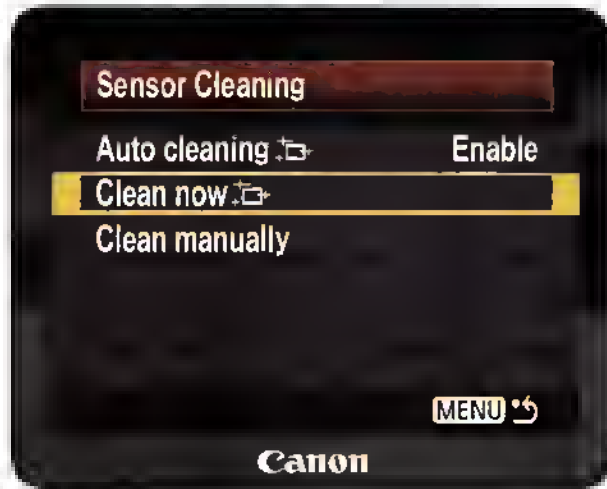 Sensor Cleaning
Auto cleaning Enable
Clean now
Clean manually
MENU
Canon